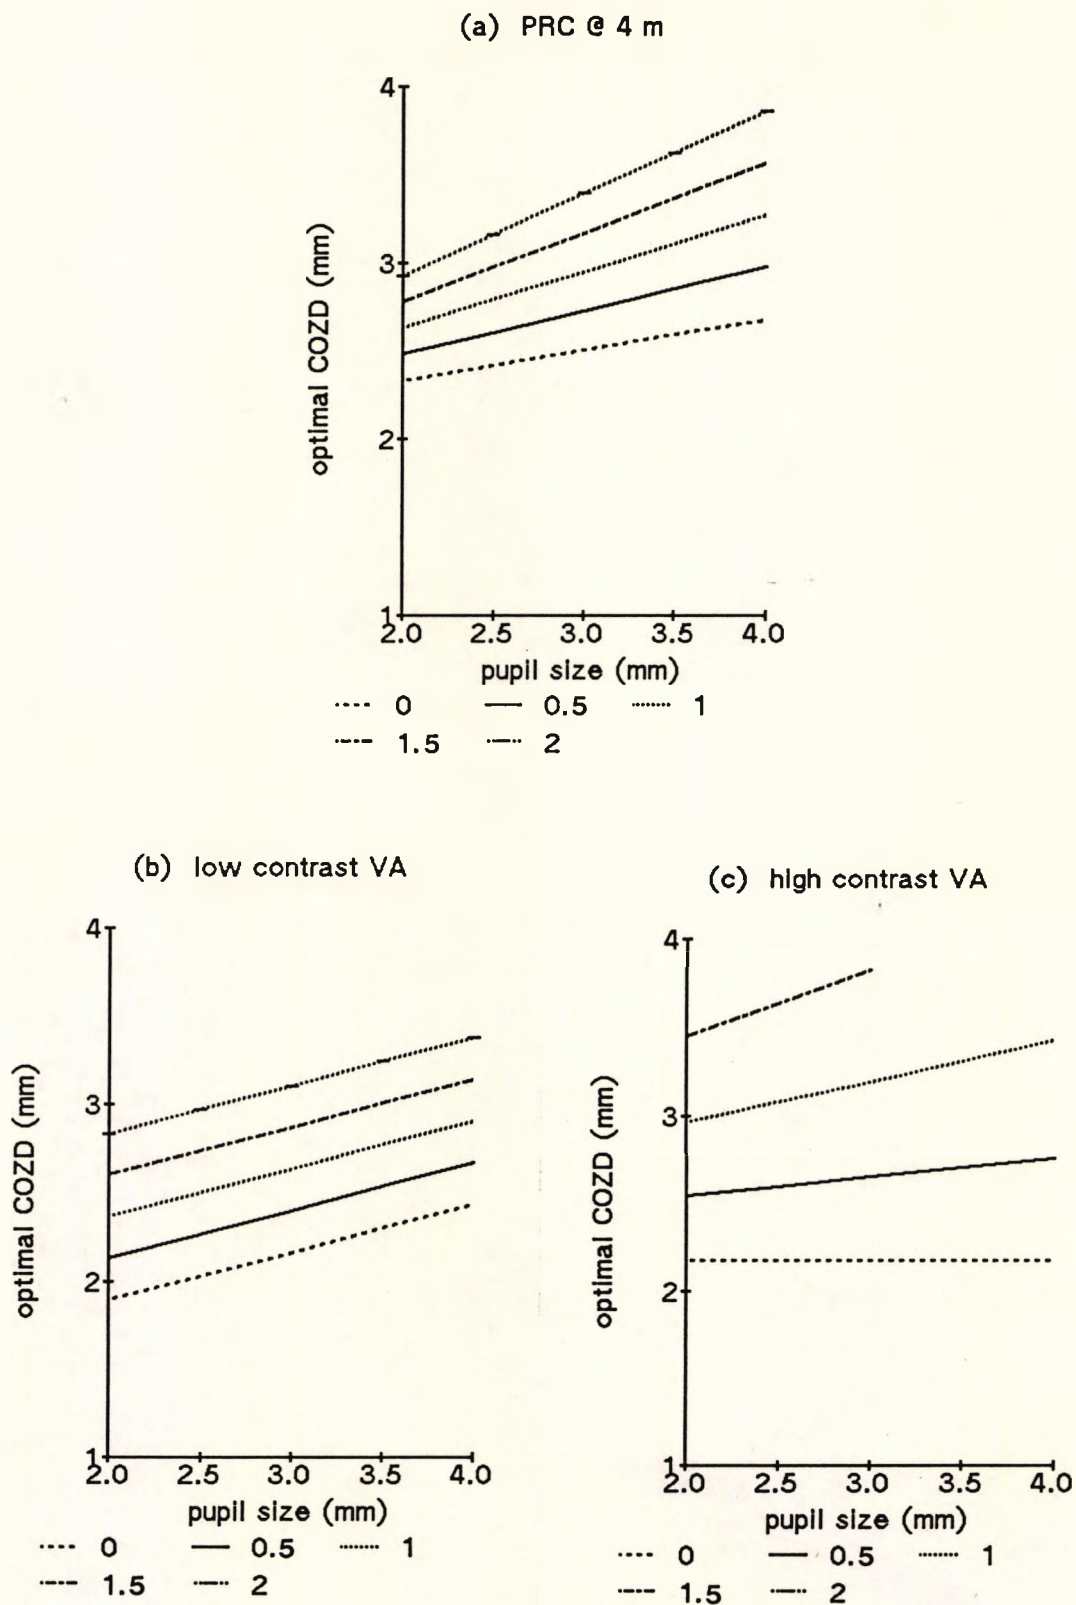 (a) PRC @ 4 m
4
3
2
1
optimal COZD (mm)
2.0 2.5 3.0 3.5 4.0
pupil size (mm)
0 0.5 1
1.5 2
(b) low contrast VA
4
3
2
1
optimal COZD (mm)
2.0 2.5 3.0 3.5 4.0
pupil size (mm)
0 0.5 1
1.5 2
(c) high contrast VA
4
3
2
1
optimal COZD (mm)
2.0 2.5 3.0 3.5 4.0
pupil size (mm)
0 0.5 1
1.5 2